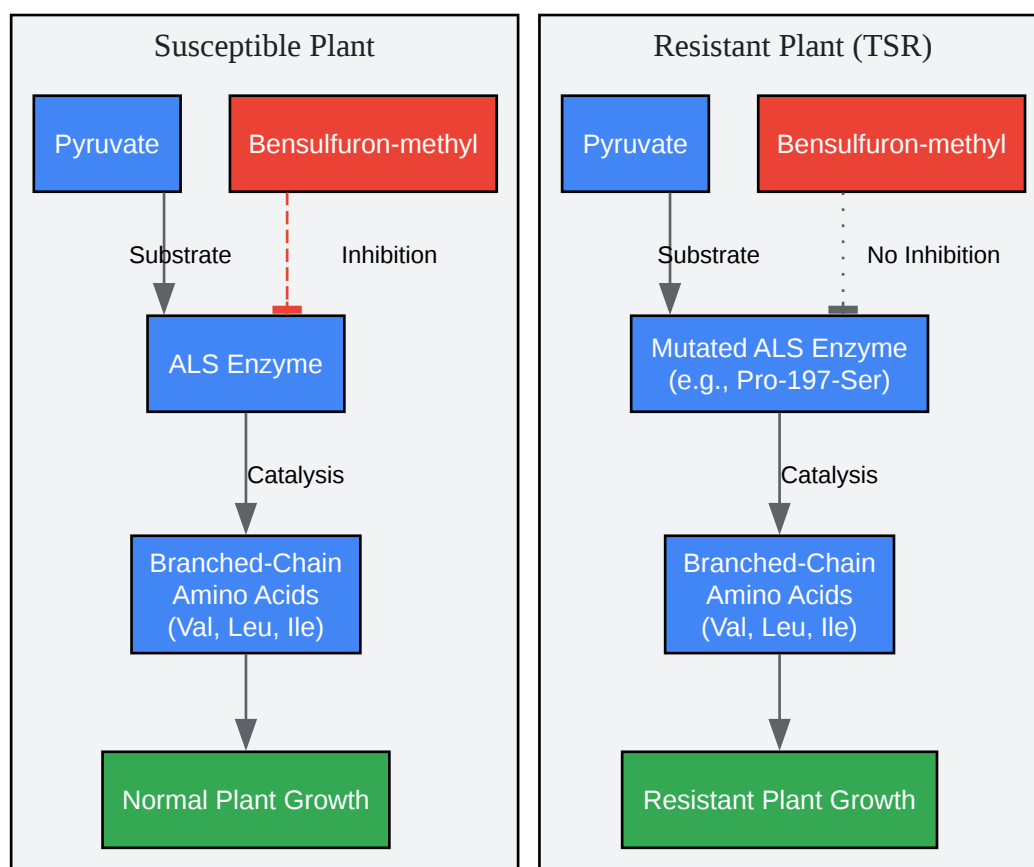 Susceptible Plant
Pyruvate
Bensulfuron-methyl
Substrate
Inhibition
ALS Enzyme
Catalysis
Branched-Chain
Amino Acids
(Val, Leu, Ile)
Normal Plant Growth
Resistant Plant (TSR)
Pyruvate
Bensulfuron-methyl
Substrate
No Inhibition
Mutated ALS Enzyme
(e.g., Pro-197-Ser)
Catalysis
Branched-Chain
Amino Acids
(Val, Leu, Ile)
Resistant Plant Growth